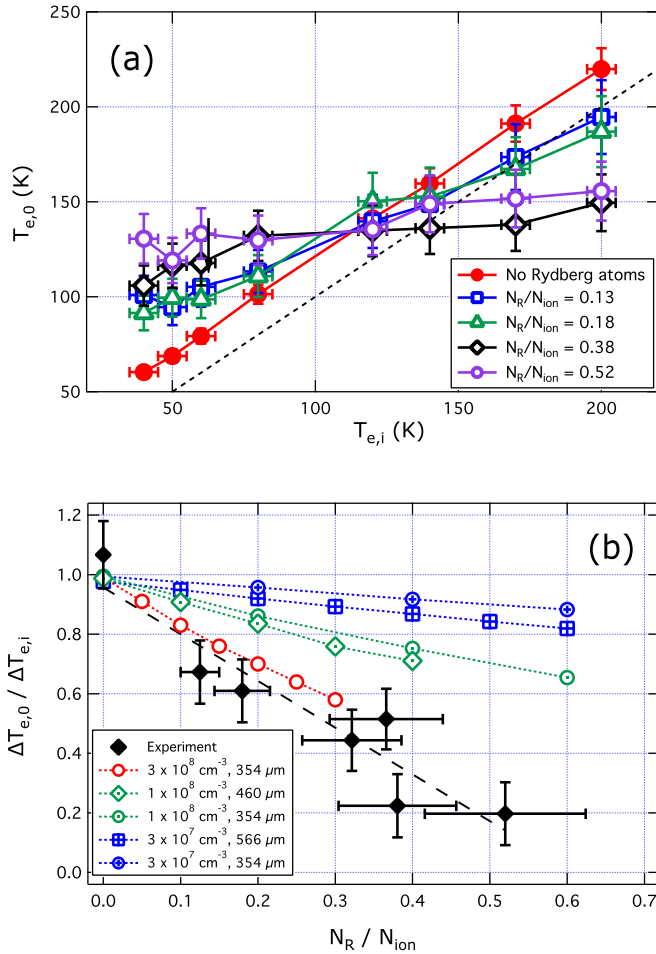 (a)
250
200
150
100
50
T_e,0 (K)
50
100
150
200
T_e,i (K)
No Rydberg atoms
N_R/N_ion = 0.13
N_R/N_ion = 0.18
N_R/N_ion = 0.38
N_R/N_ion = 0.52
(b)
1.2
1.0
0.8
0.6
0.4
0.2
0.0
ΔT_e,0 / ΔT_e,i
Experiment
3 x 10^8 cm^-3, 354 µm
1 x 10^8 cm^-3, 460 µm
1 x 10^8 cm^-3, 354 µm
3 x 10^7 cm^-3, 566 µm
3 x 10^7 cm^-3, 354 µm
0.0
0.1
0.2
0.3
0.4
0.5
0.6
0.7
N_R / N_ion